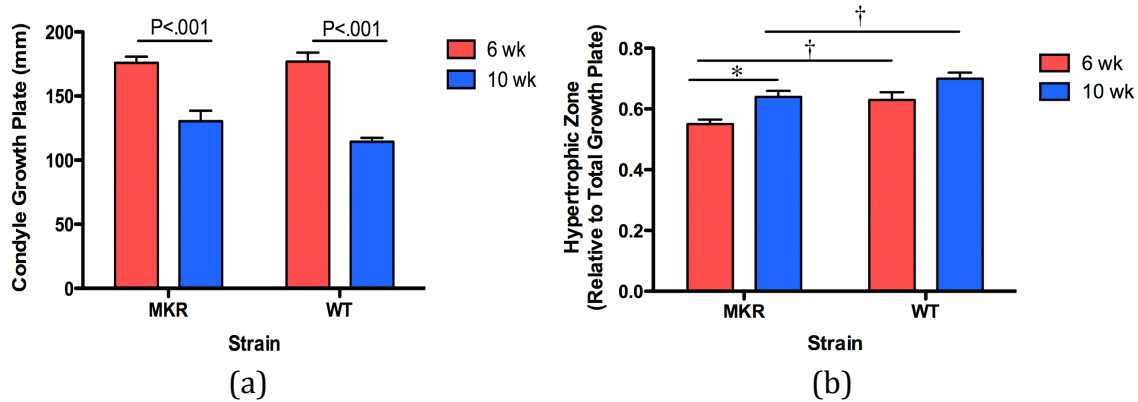 P<.001
P<.001
200
150
100
50
0
Condyle Growth Plate (mm)
MKR
WT
Strain
6 wk
10 wk
(a)
†
†
*
0.8
0.6
0.4
0.2
0.0
Hypertrophic Zone
(Relative to Total Growth Plate)
MKR
WT
Strain
6 wk
10 wk
(b)